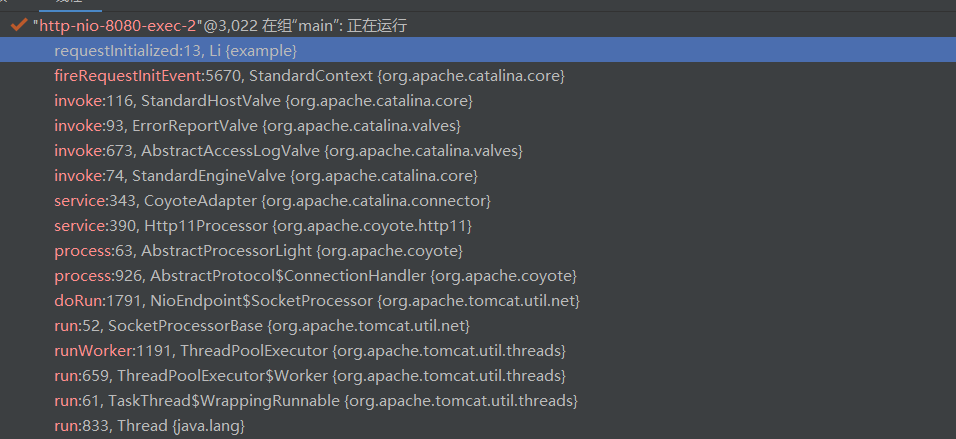 "http-nio-8080-exec-2"@3,022 在组“main”: 正在运行
requestInitialized:13, Li {example}
fireRequestInitEvent:5670, StandardContext {org.apache.catalina.core}
invoke:116, StandardHostValve {org.apache.catalina.core}
invoke:93, ErrorReportValve {org.apache.catalina.valves}
invoke:673, AbstractAccessLogValve {org.apache.catalina.valves}
invoke:74, StandardEngineValve {org.apache.catalina.core}
service:343, CoyoteAdapter {org.apache.catalina.connector}
service:390, Http11Processor {org.apache.coyote.http11}
process:63, AbstractProcessorLight {org.apache.coyote}
process:926, AbstractProtocol$ConnectionHandler {org.apache.coyote}
doRun:1791, NioEndpoint$SocketProcessor {org.apache.tomcat.util.net}
run:52, SocketProcessorBase {org.apache.tomcat.util.net}
runWorker:1191, ThreadPoolExecutor {org.apache.tomcat.util.threads}
run:659, ThreadPoolExecutor$Worker {org.apache.tomcat.util.threads}
run:61, TaskThread$WrappingRunnable {org.apache.tomcat.util.threads}
run:833, Thread {java.lang}